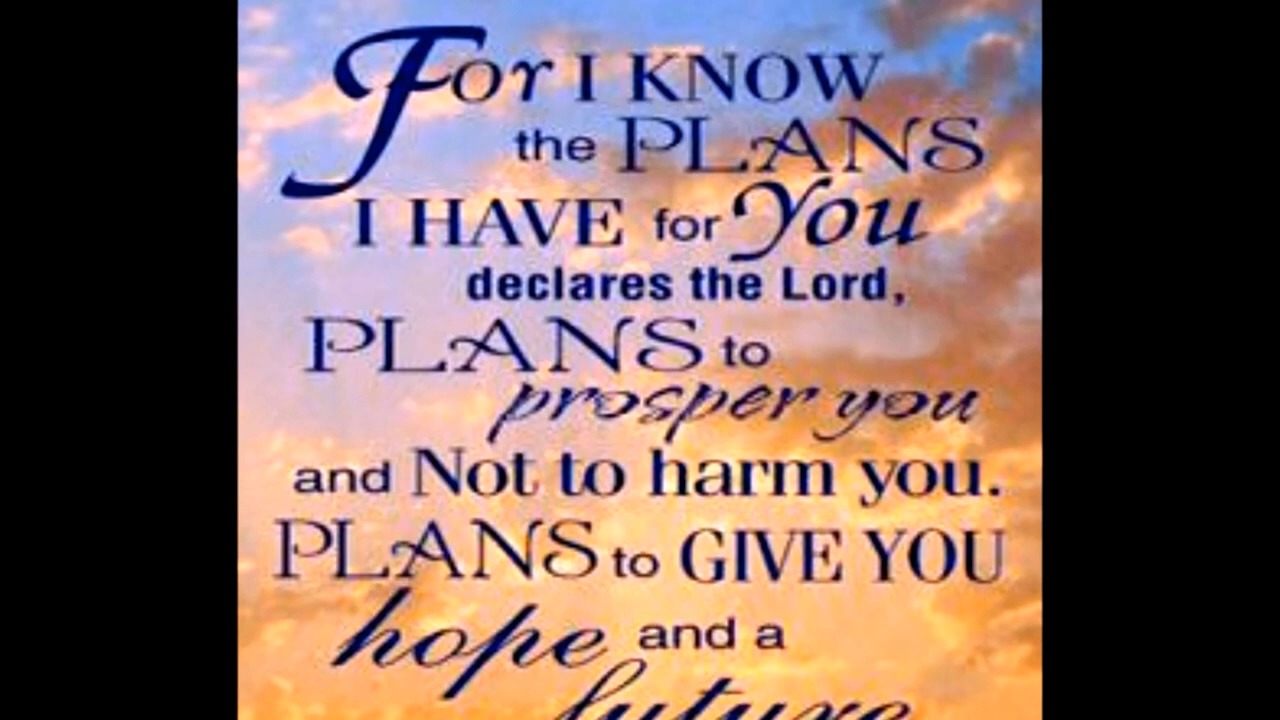 For I KNOW
the PLANS
I HAVE for You
declares the Lord,
PLANS to
prosper you
and Not to harm you.
PLANS to GIVE YOU
hope and a
future